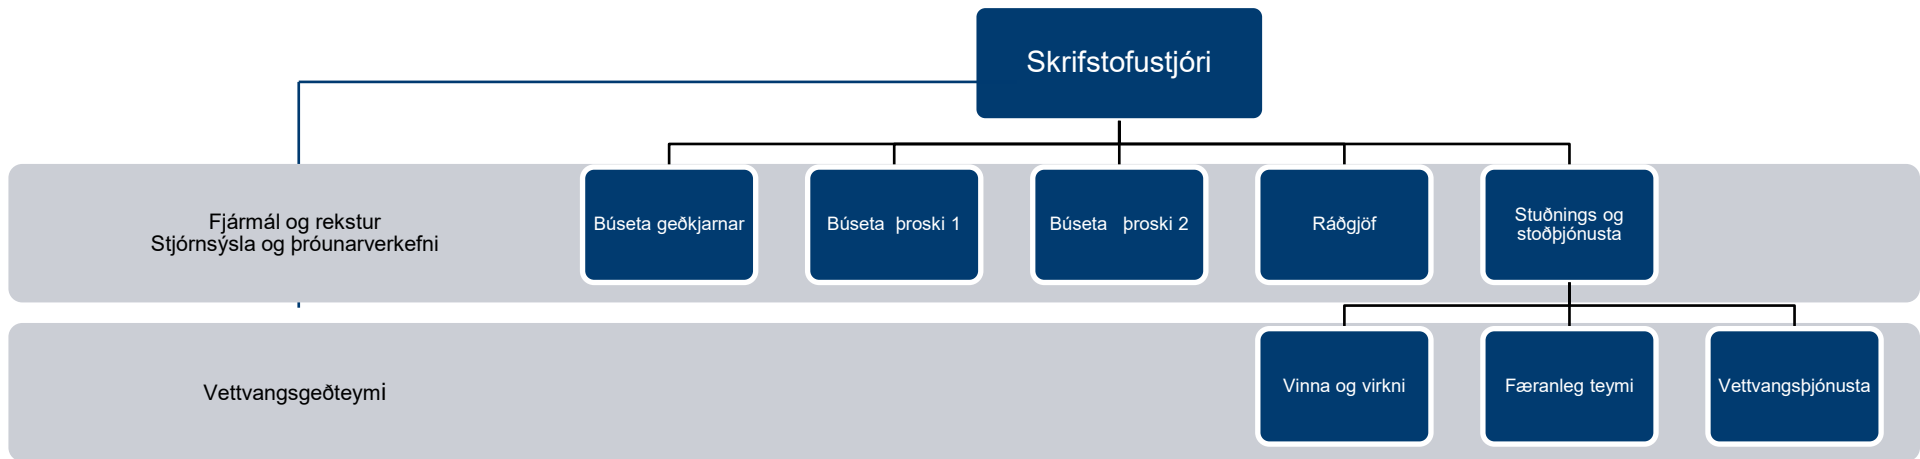 Skrifstofustjóri
Fjármál og rekstur
Stjórnsýsla og þróunarverkefni
Búseta geðkjarnar
Búseta þroski 1
Búseta þroski 2
Ráðgjöf
Stuðnings og
stoðþjónusta
Vettvangsgeðteymi
Vinna og virkni
Færanleg teymi
Vettvangsþjónusta